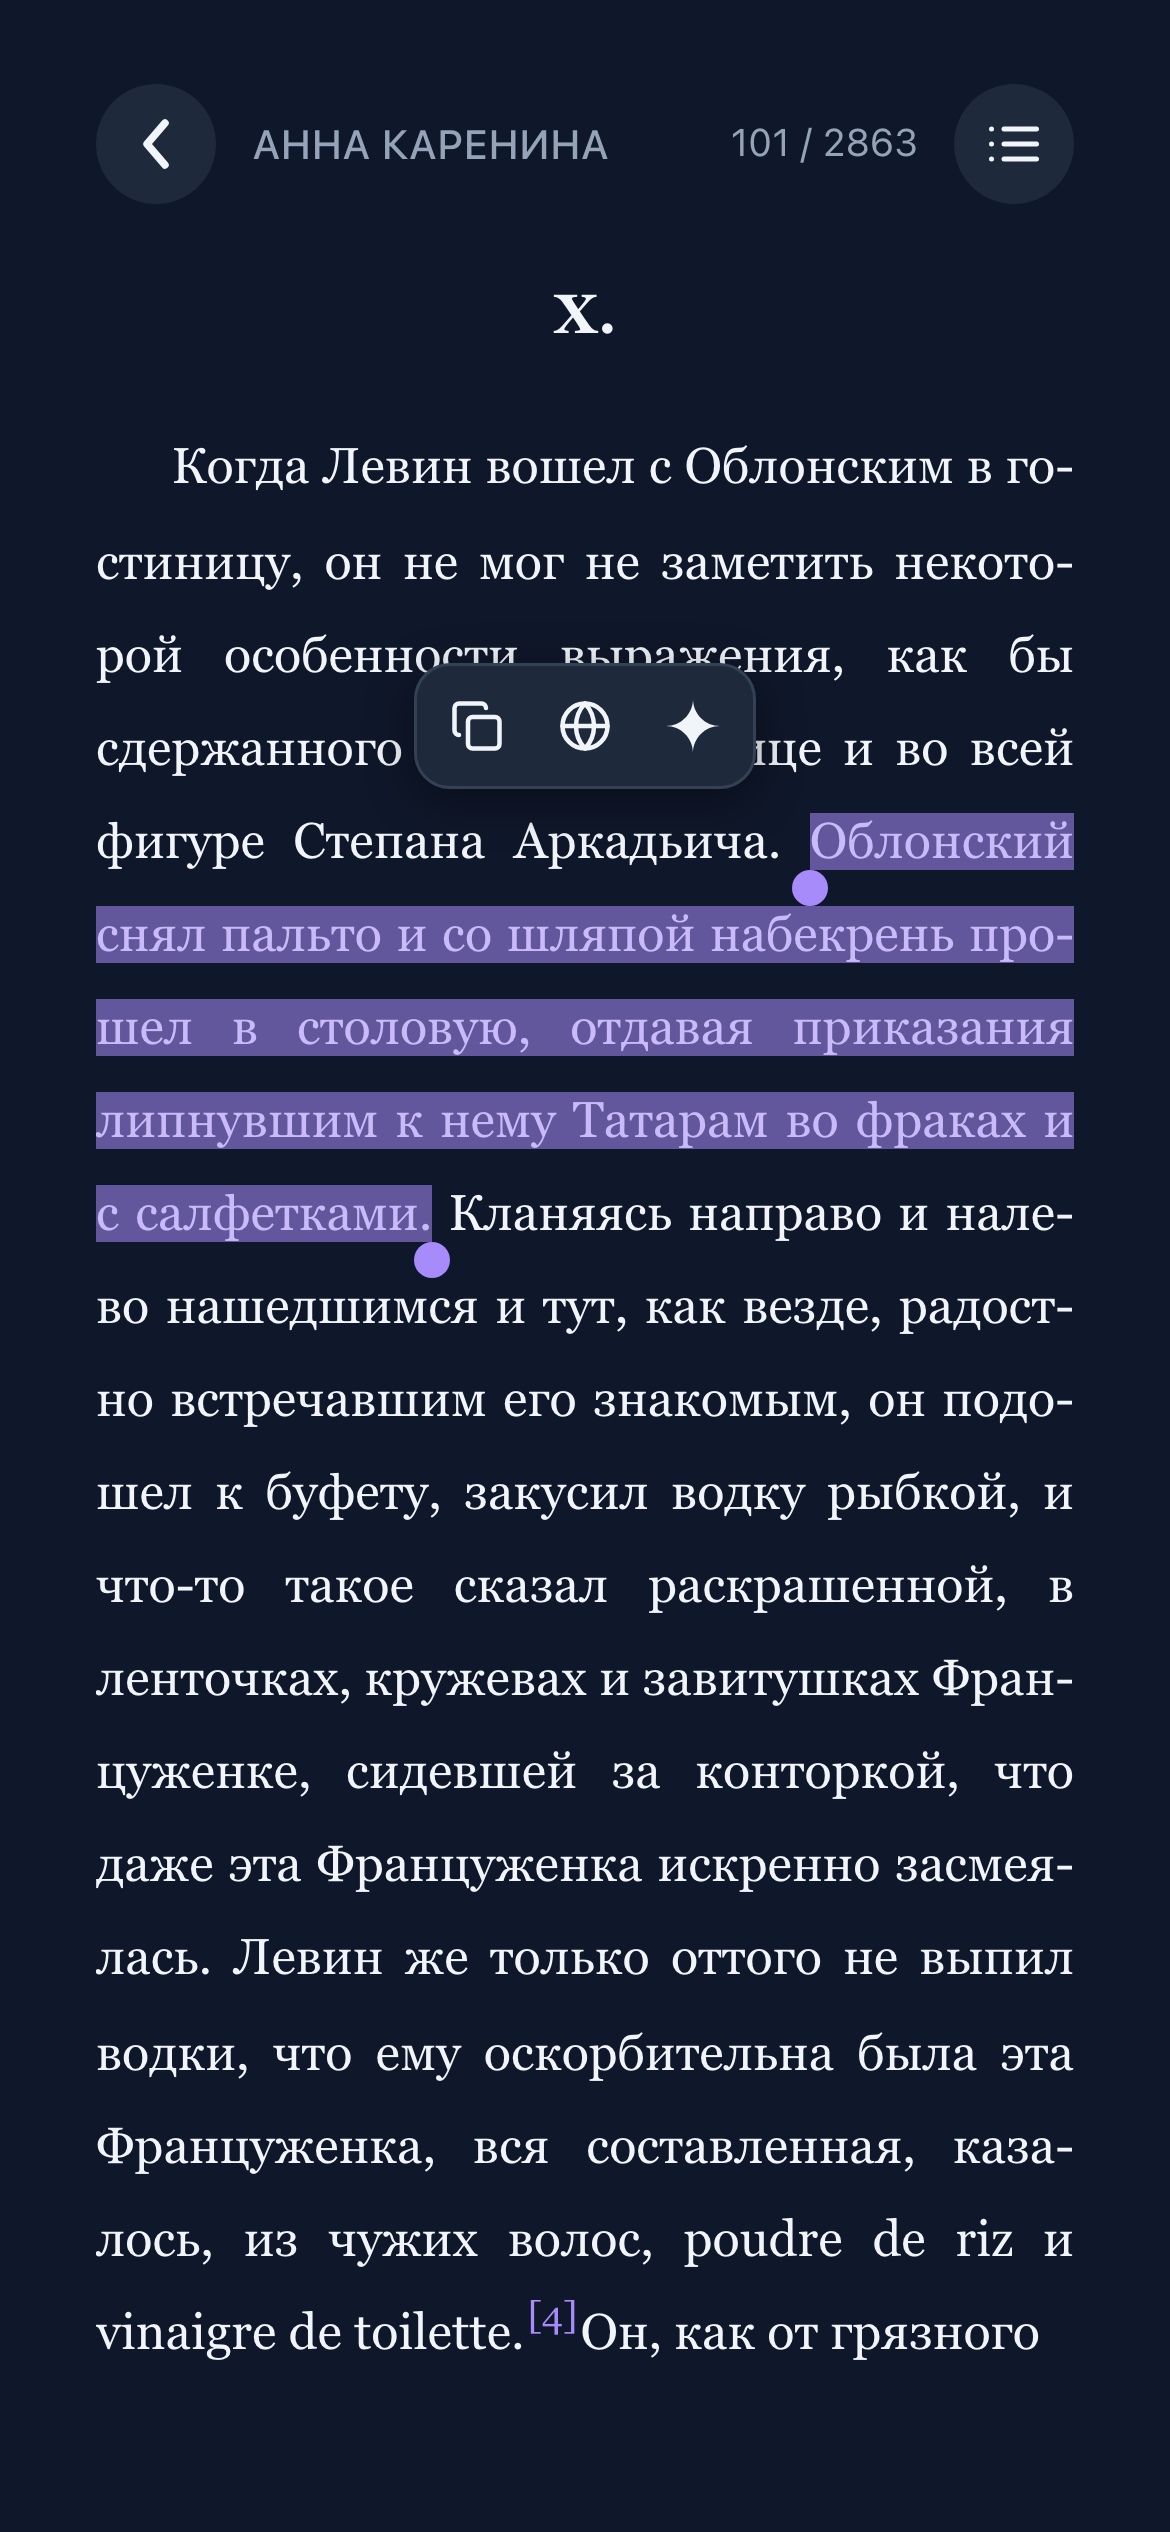 АННА КАРЕНИНА
101 / 2863
X.
Когда Левин вошел с Облонским в го-
стиницу, он не мог не заметить некото-
рой особенности выражения, как бы
сдержанного и во всей
фигуре Степана Аркадьича. Облонский
снял пальто и со шляпой набекрень про-
шел в столовую, отдавая приказания
липнувшим к нему Татарам во фраках и
с салфетками. Кланяясь направо и нале-
во нашедшимся и тут, как везде, радост-
но встречавшим его знакомым, он подо-
шел к буфету, закусил водку рыбкой, и
что-то такое сказал раскрашенной, в
ленточках, кружевах и завитушках Фран-
цуженке, сидевшей за конторкой, что
даже эта Француженка искренно засмея-
лась. Левин же только оттого не выпил
водки, что ему оскорбительна была эта
Француженка, вся составленная, каза-
лось, из чужих волос, poudre de riz и
vinaigre de toilette.[4]Он, как от грязного